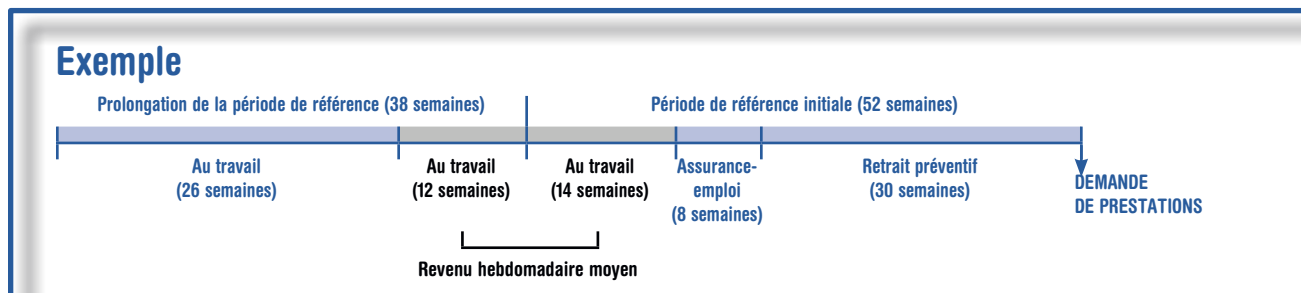 Exemple
Prolongation de la période de référence (38 semaines)
Période de référence initiale (52 semaines)
Au travail
(26 semaines)
Au travail
(12 semaines)
Au travail
(14 semaines)
Assurance-
emploi
(8 semaines)
Retrait préventif
(30 semaines)
DEMANDE
DE PRESTATIONS
Revenu hebdomadaire moyen